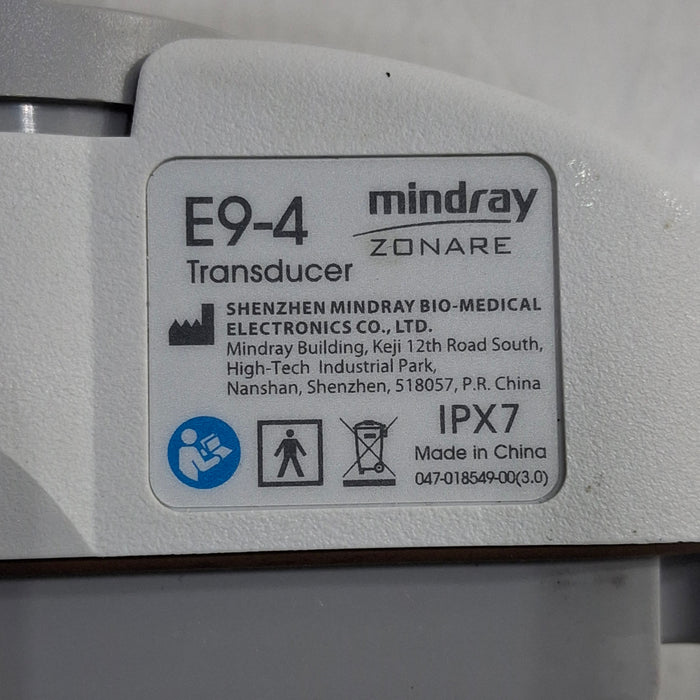 E9-4
Transducer
mindray
ZONARE
SHENZHEN MINDRAY BIO-MEDICAL
ELECTRONICS CO., LTD.
Mindray Building, Keji 12th Road South,
High-Tech Industrial Park,
Nanshan, Shenzhen, 518057, P.R. China
IPX7
Made in China
047-018549-00(3.0)